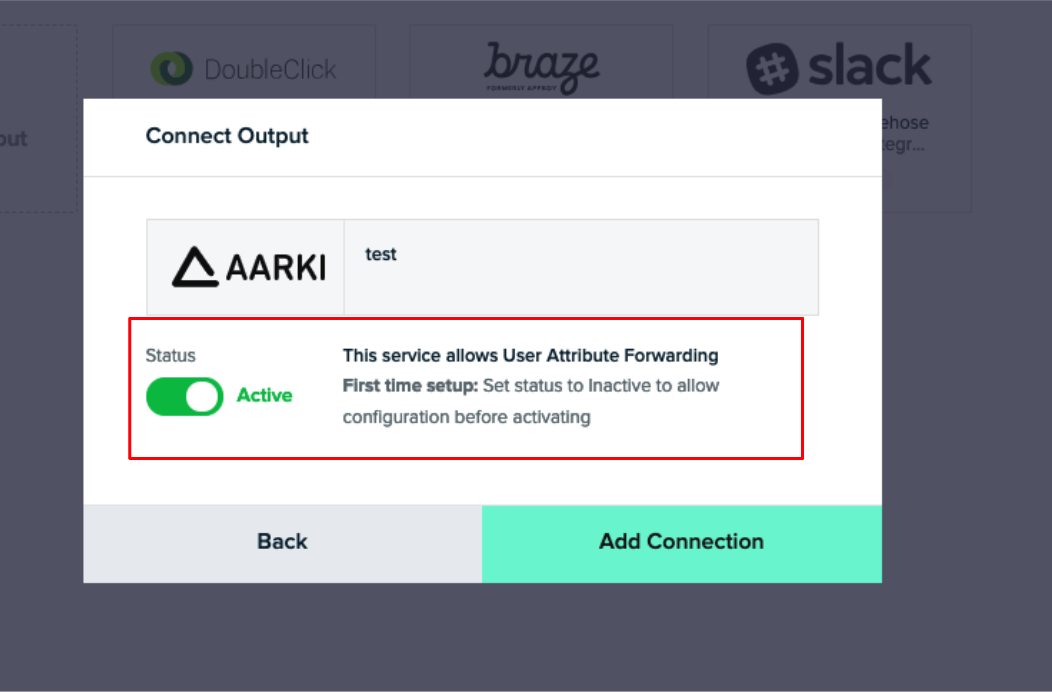 DoubleClick
braze
FORMERLY APPBOY
slack
put
ehose
tegr...
Connect Output
AARKI
test
Status
Active
This service allows User Attribute Forwarding
First time setup: Set status to Inactive to allow
configuration before activating
Back
Add Connection